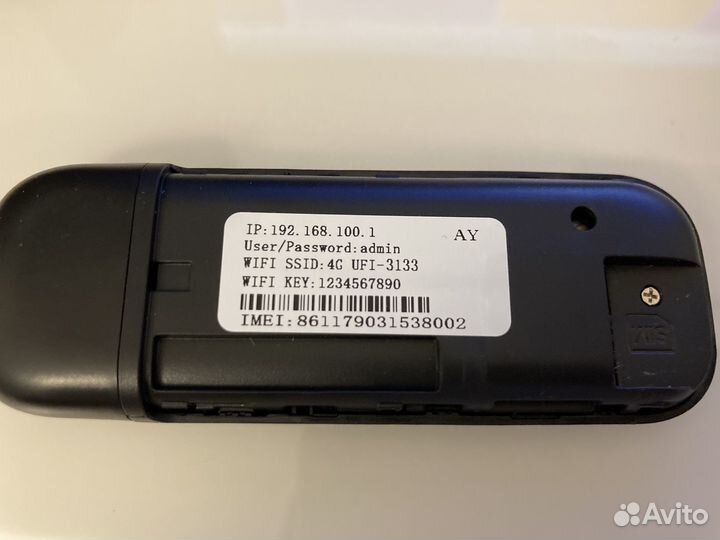 IP:192.168.100.1 AY
User/Password:admin
WIFI SSID:4G UFI-3133
WIFI KEY:1234567890
IMEI:861179031538002
SIM
Avito